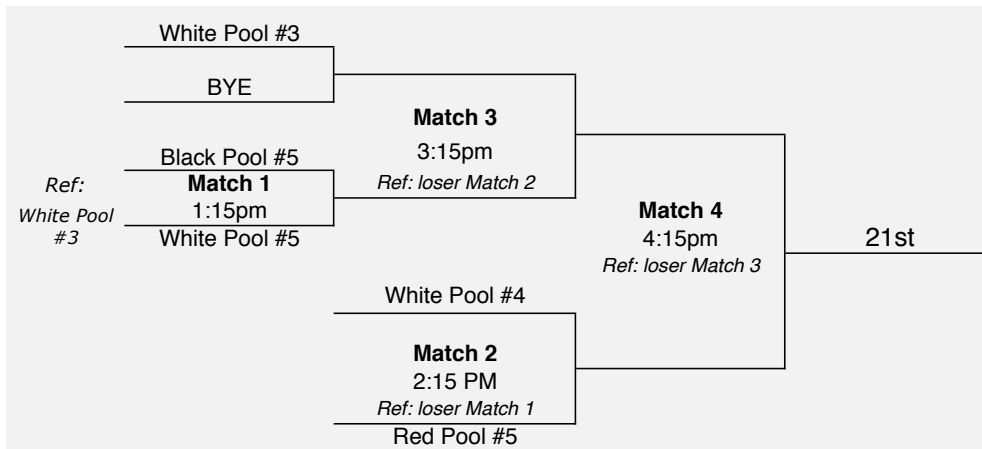 White Pool #3
BYE
Match 3
3:15pm
Ref: loser Match 2
Black Pool #5
Ref:
White Pool
#3
Match 1
1:15pm
White Pool #5
Match 4
4:15pm
Ref: loser Match 3
21st
White Pool #4
Match 2
2:15 PM
Ref: loser Match 1
Red Pool #5